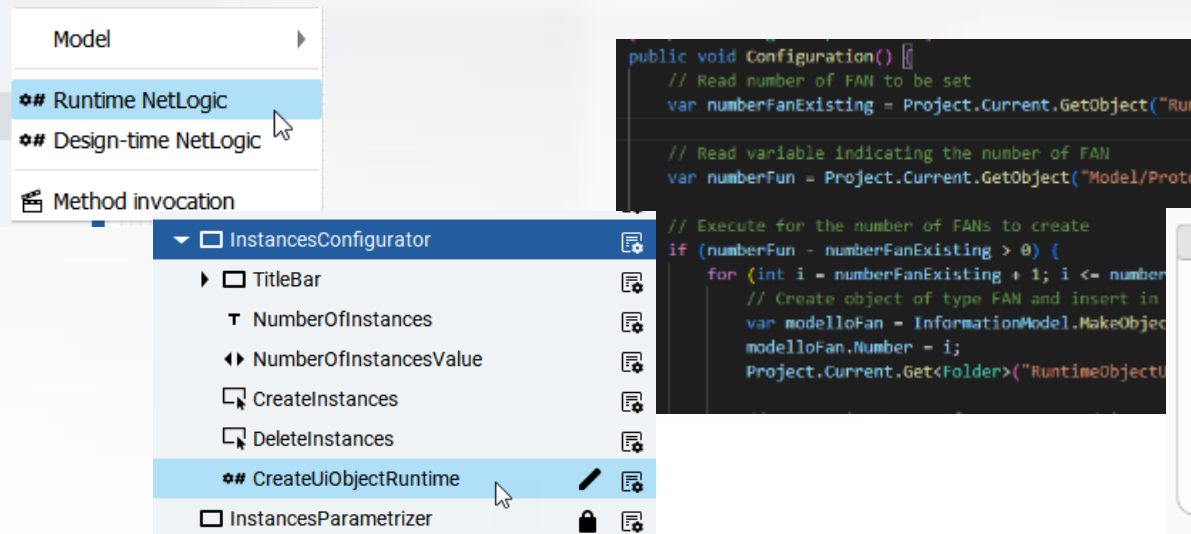 Model
Runtime NetLogic
Design-time NetLogic
Method invocation
InstancesConfigurator
TitleBar
NumberOfInstances
NumberOfInstancesValue
CreateInstances
DeleteInstances
CreateUiObjectRuntime
InstancesParametrizer
public void Configuration() {
// Read number of FAN to be set
var numberFanExisting = Project.Current.GetObject("Run
// Read variable indicating the number of FAN
var numberFun = Project.Current.GetObject("Model/Prote
// Execute for the number of FANs to create
if (numberFun - numberFanExisting > 0) {
for (int i = numberFanExisting + 1; i <= number
// Create object of type FAN and insert in
var modelloFan = InformationModel.MakeObjec
modelloFan.Number = i;
Project.Current.Get<Folder>("RuntimeObjectU